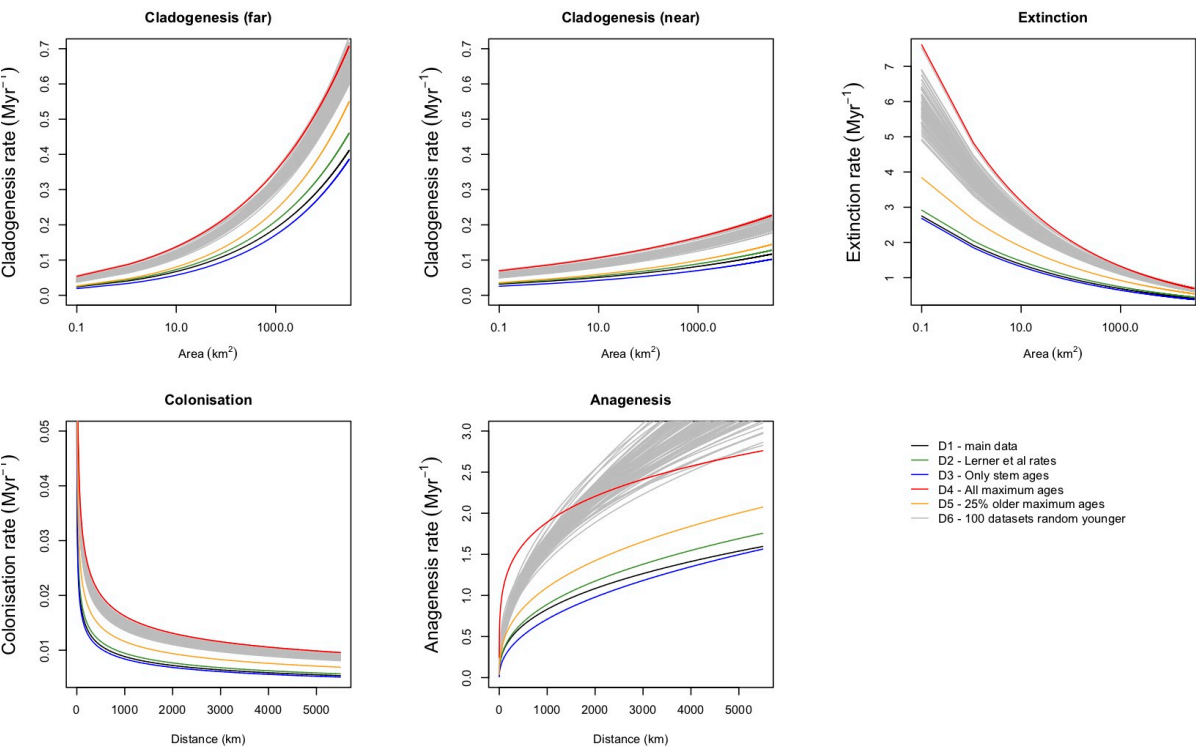 Cladogenesis (far)
Cladogenesis rate (Myr⁻¹)
0.0 0.1 0.2 0.3 0.4 0.5 0.6 0.7
0.1 10.0 1000.0
Area (km²)
Cladogenesis (near)
Cladogenesis rate (Myr⁻¹)
0.0 0.1 0.2 0.3 0.4 0.5 0.6 0.7
0.1 10.0 1000.0
Area (km²)
Extinction
Extinction rate (Myr⁻¹)
1 2 3 4 5 6 7
0.1 10.0 1000.0
Area (km²)
Colonisation
Colonisation rate (Myr⁻¹)
0.01 0.02 0.03 0.04 0.05
0 1000 2000 3000 4000 5000
Distance (km)
Anagenesis
Anagenesis rate (Myr⁻¹)
0.0 0.5 1.0 1.5 2.0 2.5 3.0
0 1000 2000 3000 4000 5000
Distance (km)
D1 - main data
D2 - Lerner et al rates
D3 - Only stem ages
D4 - All maximum ages
D5 - 25% older maximum ages
D6 - 100 datasets random younger